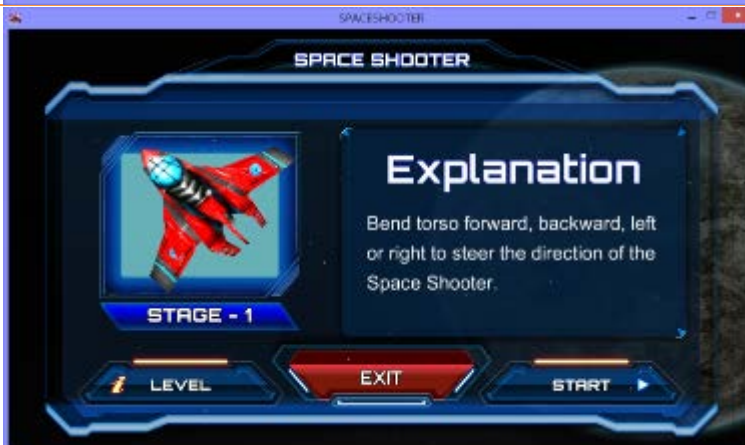 SPACESHOOTER
SPACE SHOOTER
Explanation
Bend torso forward, backward, left
or right to steer the direction of the
Space Shooter.
STAGE - 1
LEVEL
EXIT
START